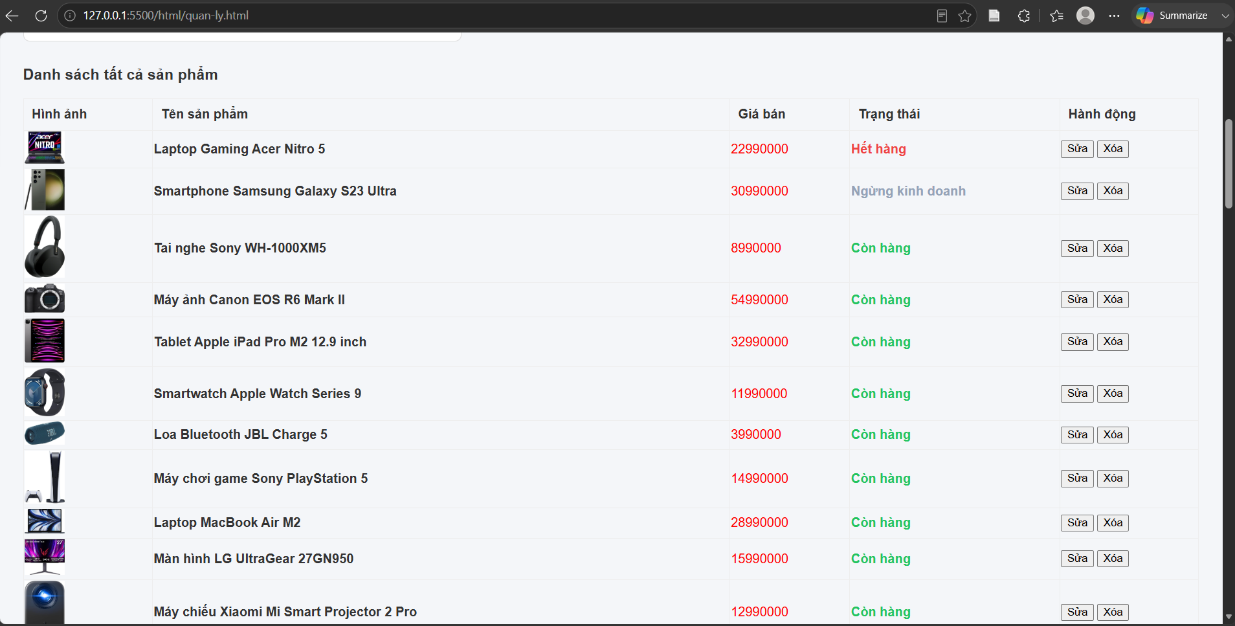 127.0.0.1:5500/html/quan-ly.html
Summarize
Danh sách tất cả sản phẩm
Hình ảnh Tên sản phẩm Giá bán Trạng thái Hành động
acer NITRO
Laptop Gaming Acer Nitro 5 22990000 Hết hàng Sửa Xóa
Smartphone Samsung Galaxy S23 Ultra 30990000 Ngừng kinh doanh Sửa Xóa
Tai nghe Sony WH-1000XM5 8990000 Còn hàng Sửa Xóa
Máy ảnh Canon EOS R6 Mark II 54990000 Còn hàng Sửa Xóa
Tablet Apple iPad Pro M2 12.9 inch 32990000 Còn hàng Sửa Xóa
Smartwatch Apple Watch Series 9 11990000 Còn hàng Sửa Xóa
Loa Bluetooth JBL Charge 5 3990000 Còn hàng Sửa Xóa
Máy chơi game Sony PlayStation 5 14990000 Còn hàng Sửa Xóa
Laptop MacBook Air M2 28990000 Còn hàng Sửa Xóa
Màn hình LG UltraGear 27GN950 15990000 Còn hàng Sửa Xóa
Máy chiếu Xiaomi Mi Smart Projector 2 Pro 12990000 Còn hàng Sửa Xóa